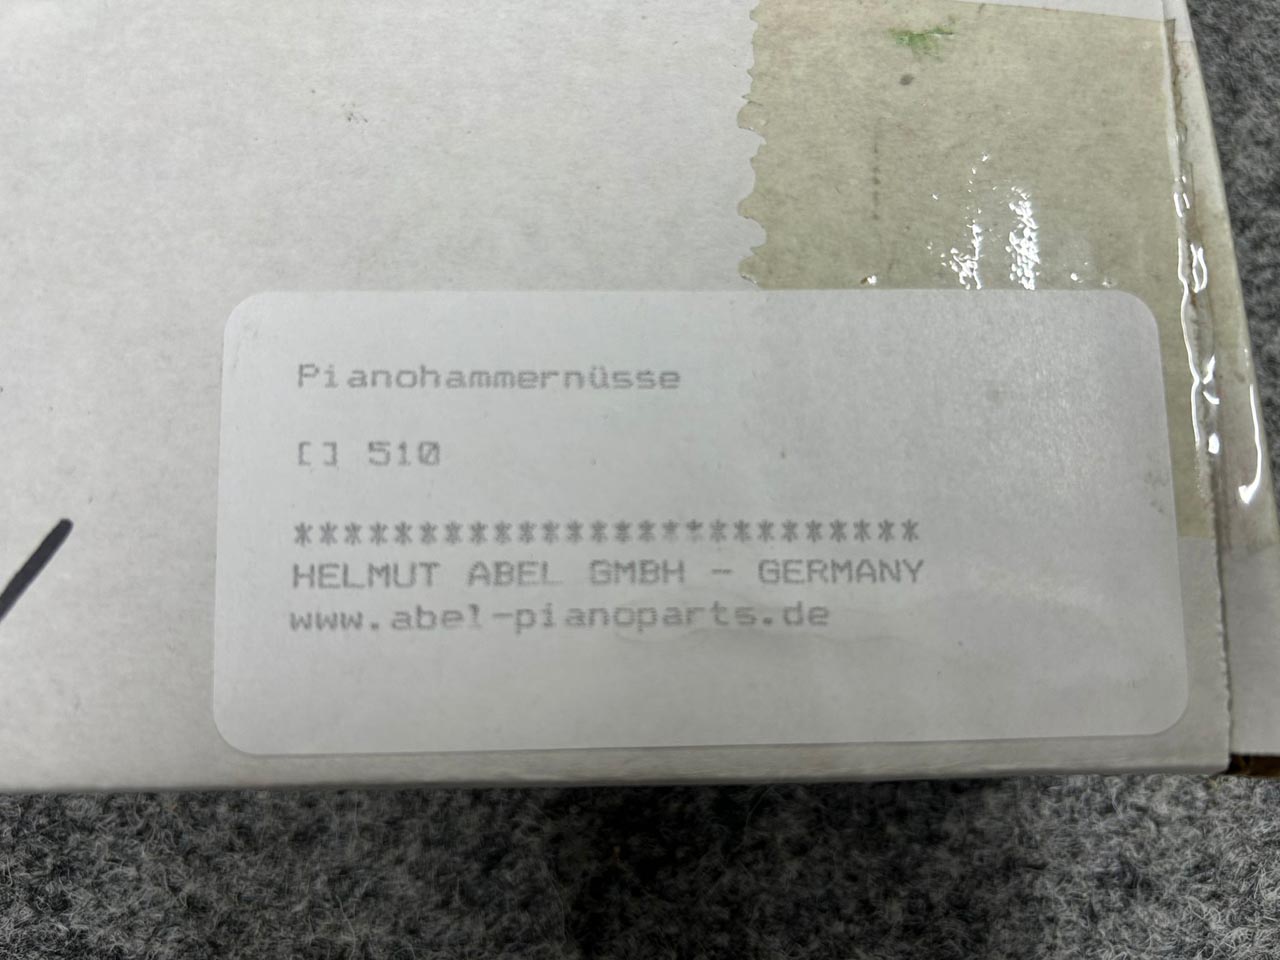 Pianohammernüsse
[] 510
**************************
HELMUT ABEL GMBH - GERMANY
www.abel-pianoparts.de